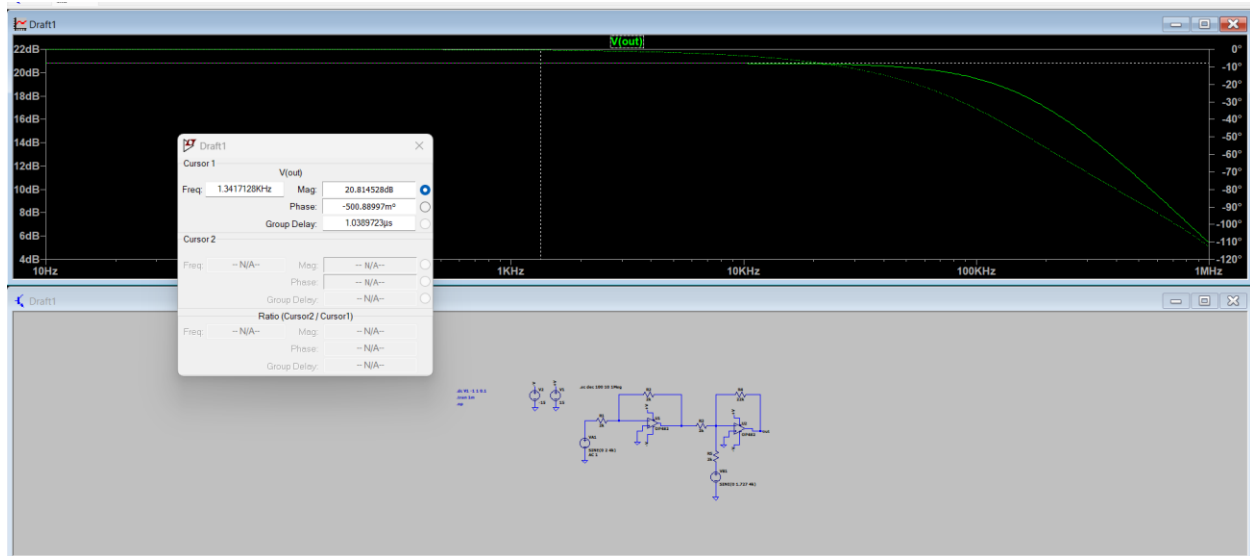 Draft1
V(out)
22dB
20dB
18dB
16dB
14dB
12dB
10dB
8dB
6dB
4dB
0°
-10°
-20°
-30°
-40°
-50°
-60°
-70°
-80°
-90°
-100°
-110°
-120°
10Hz
1KHz
10KHz
100KHz
1MHz
Draft1
Cursor 1
V(out)
Freq: 1.3417128KHz Mag: 20.814528dB
Phase: -500.88997m°
Group Delay: 1.0389723µs
Cursor 2
Freq: -- N/A-- Mag: -- N/A--
Phase: -- N/A--
Group Delay: -- N/A--
Ratio (Cursor2 / Cursor1)
Freq: -- N/A-- Mag: -- N/A--
Phase: -- N/A--
Group Delay: -- N/A--
Draft1
AC 1
out